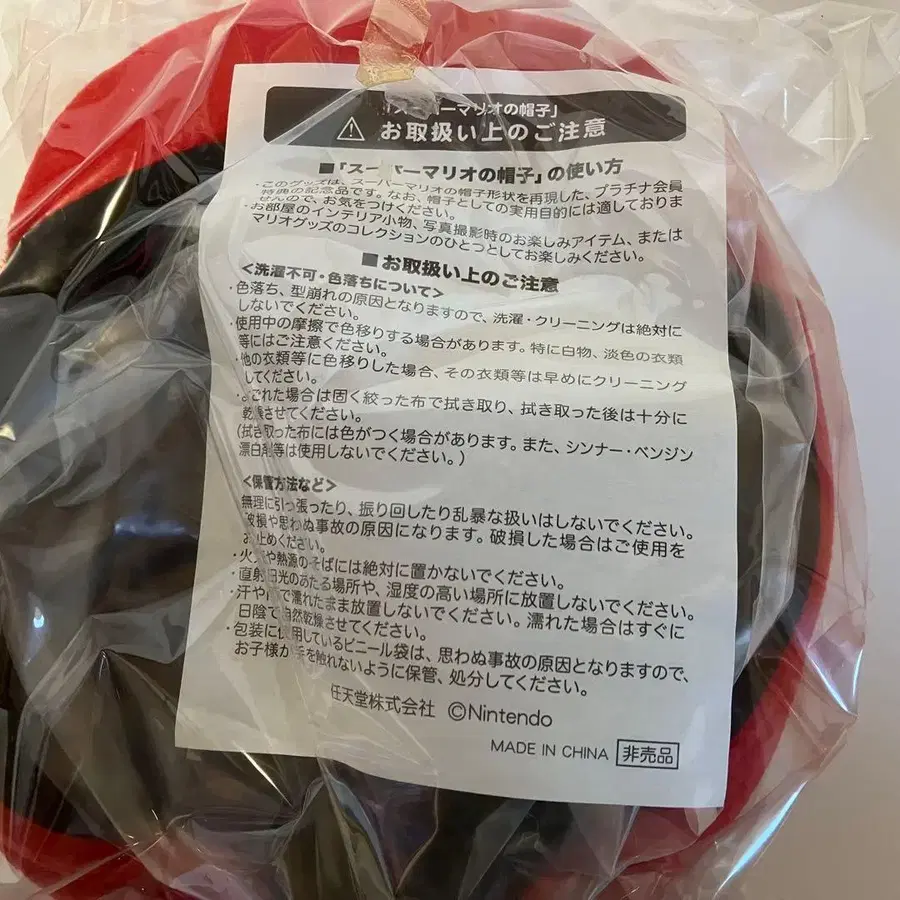 「スーパーマリオの帽子」
お取扱い上のご注意
■「スーパーマリオの帽子」の使い方
・このグッズは、スーパーマリオの帽子形状を再現した、プラチナ会員
特典の記念品です。なお、帽子としての実用目的には適しておりま
せんので、お気をつけください。
・お部屋のインテリア小物、写真撮影時のお楽しみアイテム、または
マリオグッズのコレクションのひとつとしてお楽しみください。
■お取扱い上のご注意
<洗濯不可・色落ちについて>
・色落ち、型崩れの原因となりますので、洗濯・クリーニングは絶対に
しないでください。
・使用中の摩擦で色移りする場合があります。特に白物、淡色の衣類
等にはご注意ください。
・他の衣類等に色移りした場合、その衣類等は早めにクリーニング
してください。
ごれた場合は固く絞った布で拭き取り、拭き取った後は十分に
乾燥させてください。
(拭き取った布には色がつく場合があります。また、シンナー・ベンジン
漂白剤等は使用しないでください。)
<保管方法など>
無理に引っ張ったり、振り回したり乱暴な扱いはしないでください。
破損や思わぬ事故の原因になります。破損した場合はご使用を
お止めください。
・火気や熱源のそばには絶対に置かないでください。
・直射日光のあたる場所や、湿度の高い場所に放置しないでください。
・汗や で濡れたまま放置しないでください。濡れた場合はすぐに
日陰で自然乾燥させてください。
・包装に使用しているビニール袋は、思わぬ事故の原因となりますので、
お子様が手を触れないように保管、処分してください。
任天堂株式会社 ©Nintendo
MADE IN CHINA 非売品